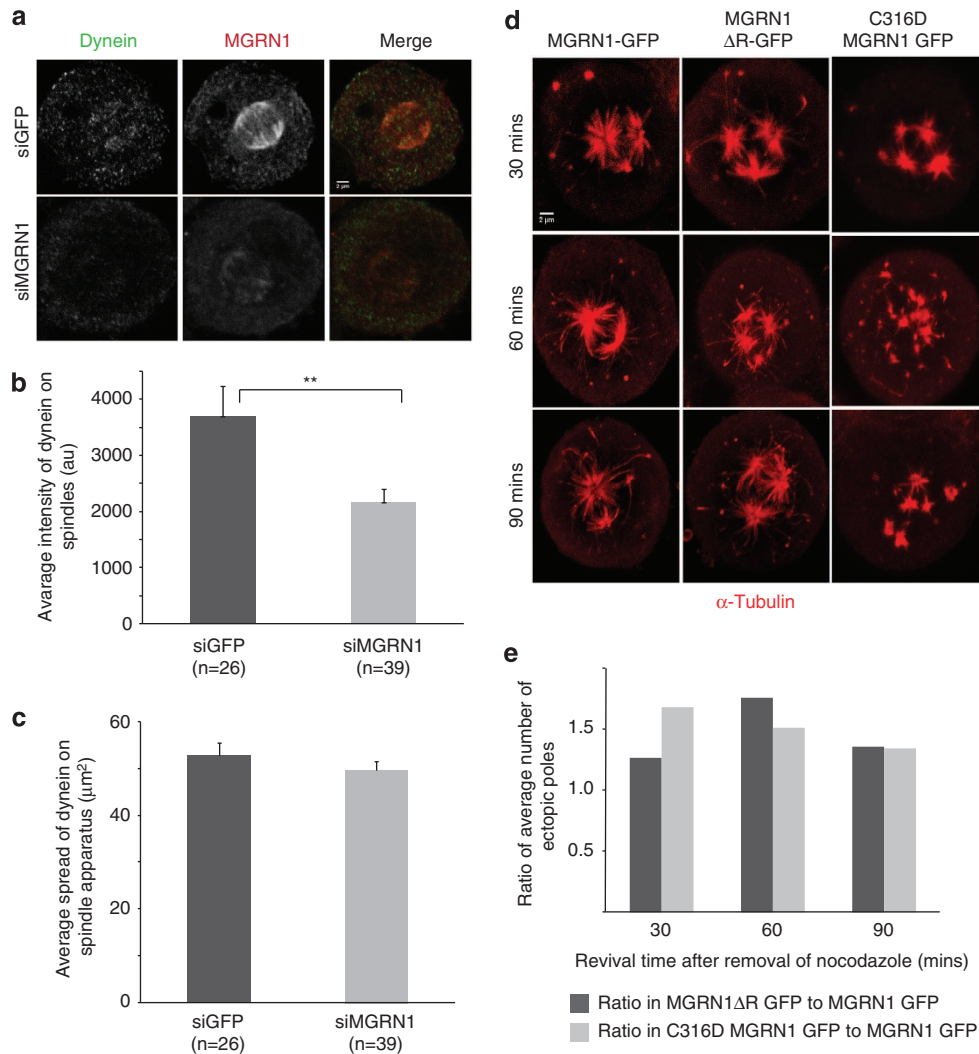 a
Dynein MGRN1 Merge
siGFP
2 µm
siMGRN1
b
Avarage intensity of dynein on
spindles (au)
4000
3000
2000
1000
0
**
siGFP
(n=26)
siMGRN1
(n=39)
c
Average spread of dynein on
spindle apparatus (µm²)
60
40
20
0
siGFP
(n=26)
siMGRN1
(n=39)
d
MGRN1-GFP
MGRN1
ΔR-GFP
C316D
MGRN1 GFP
30 mins
2 µm
60 mins
90 mins
α-Tubulin
e
Ratio of average number of
ectopic poles
1.5
1.0
0.5
30 60 90
Revival time after removal of nocodazole (mins)
Ratio in MGRN1ΔR GFP to MGRN1 GFP
Ratio in C316D MGRN1 GFP to MGRN1 GFP